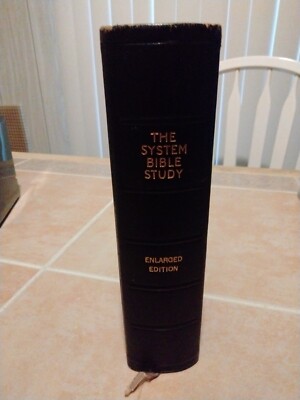 THE
SYSTEM
BIBLE
STUDY
ENLARGED
EDITION